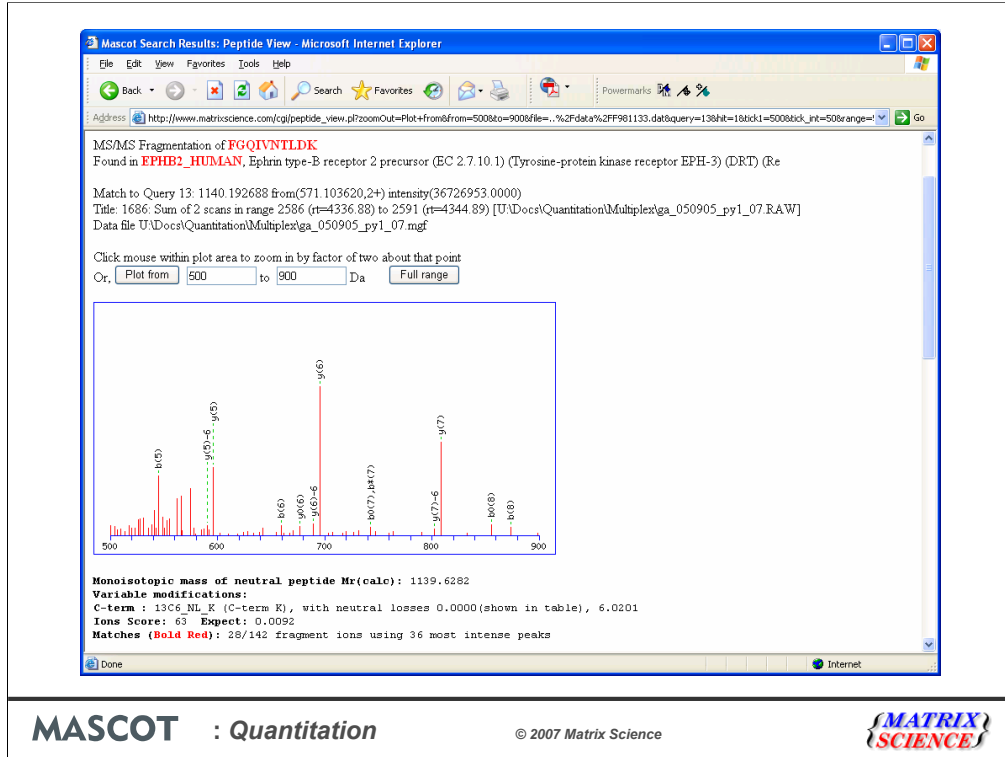 Mascot Search Results: Peptide View - Microsoft Internet Explorer
File Edit View Favorites Tools Help
Back Search Favorites Powermarks
Address http://www.matrixscience.com/cgi/peptide_view.pl?zoomOut=Plot+from&from=500&to=900&file=..%2Fdata%2FF981133.dat&query=13&hit=1&tick1=500&tick_int=50&range= Go
MS/MS Fragmentation of FGQIVNTLDK
Found in EPHB2_HUMAN, Ephrin type-B receptor 2 precursor (EC 2.7.10.1) (Tyrosine-protein kinase receptor EPH-3) (DRT) (Re
Match to Query 13: 1140.192688 from(571.103620,2+) intensity(36726953.0000)
Title: 1686: Sum of 2 scans in range 2586 (rt=4336.88) to 2591 (rt=4344.89) [U:\Docs\Quantitation\Multiplex\ga_050905_py1_07.RAW]
Data file U:\Docs\Quantitation\Multiplex\ga_050905_py1_07.mgf
Click mouse within plot area to zoom in by factor of two about that point
Or, Plot from 500 to 900 Da Full range
b(5) y(5)-6 y(5) b(6) y0(6) y(6)-6 y(6) b0(7),b*(7) y(7)-6 y(7) b0(8) b(8)
500 600 700 800 900
Monoisotopic mass of neutral peptide Mr(calc): 1139.6282
Variable modifications:
C-term : 13C6_NL_K (C-term K), with neutral losses 0.0000(shown in table), 6.0201
Ions Score: 63 Expect: 0.0092
Matches (Bold Red): 28/142 fragment ions using 36 most intense peaks
Done Internet
MASCOT : Quantitation © 2007 Matrix Science
MATRIX
SCIENCE